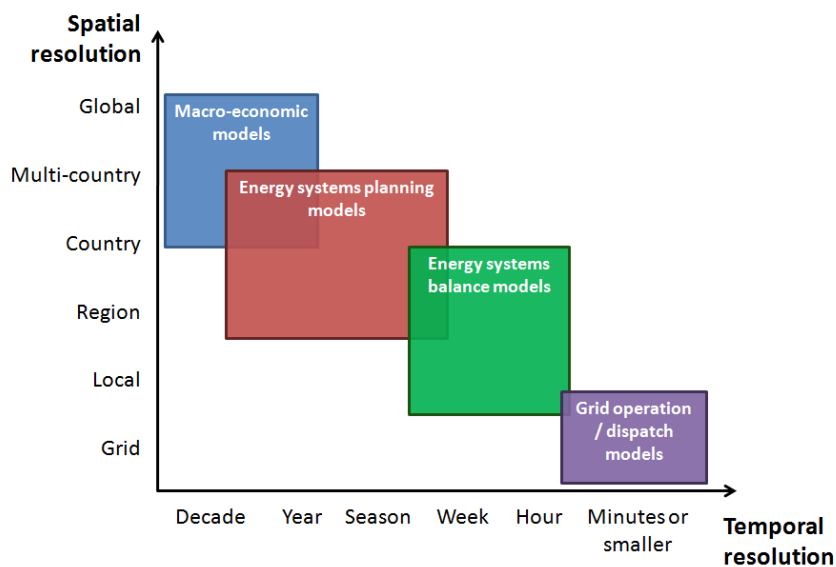 Spatial
resolution
Global
Multi-country
Country
Region
Local
Grid
Macro-economic
models
Energy systems planning
models
Energy systems
balance models
Grid operation
/ dispatch
models
Decade
Year
Season
Week
Hour
Minutes or
smaller
Temporal
resolution